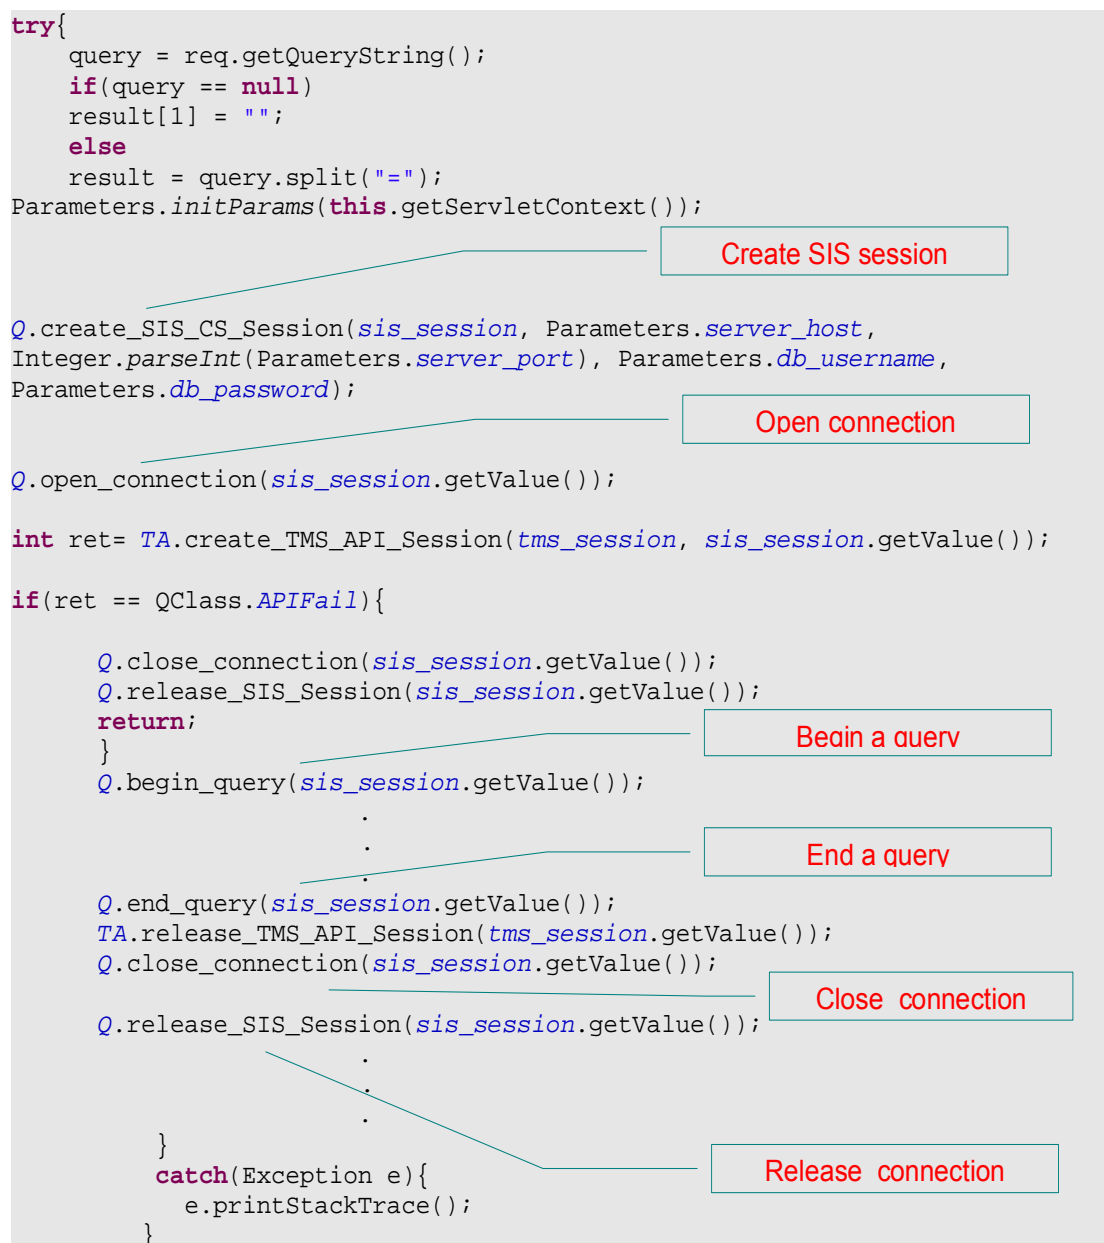 try{
query = req.getQueryString();
if(query == null)
result[1] = "";
else
result = query.split("=");
Parameters.initParams(this.getServletContext());
Create SIS session
Q.create_SIS_CS_Session(sis_session, Parameters.server_host,
Integer.parseInt(Parameters.server_port), Parameters.db_username,
Parameters.db_password);
Open connection
Q.open_connection(sis_session.getValue());
int ret= TA.create_TMS_API_Session(tms_session, sis_session.getValue());
if(ret == QClass.APIFail){
Q.close_connection(sis_session.getValue());
Q.release_SIS_Session(sis_session.getValue());
return;
Begin a query
}
Q.begin_query(sis_session.getValue());
.
.
End a query
.
Q.end_query(sis_session.getValue());
TA.release_TMS_API_Session(tms_session.getValue());
Q.close_connection(sis_session.getValue());
Close connection
Q.release_SIS_Session(sis_session.getValue());
.
.
.
}
catch(Exception e){
Release connection
e.printStackTrace();
}